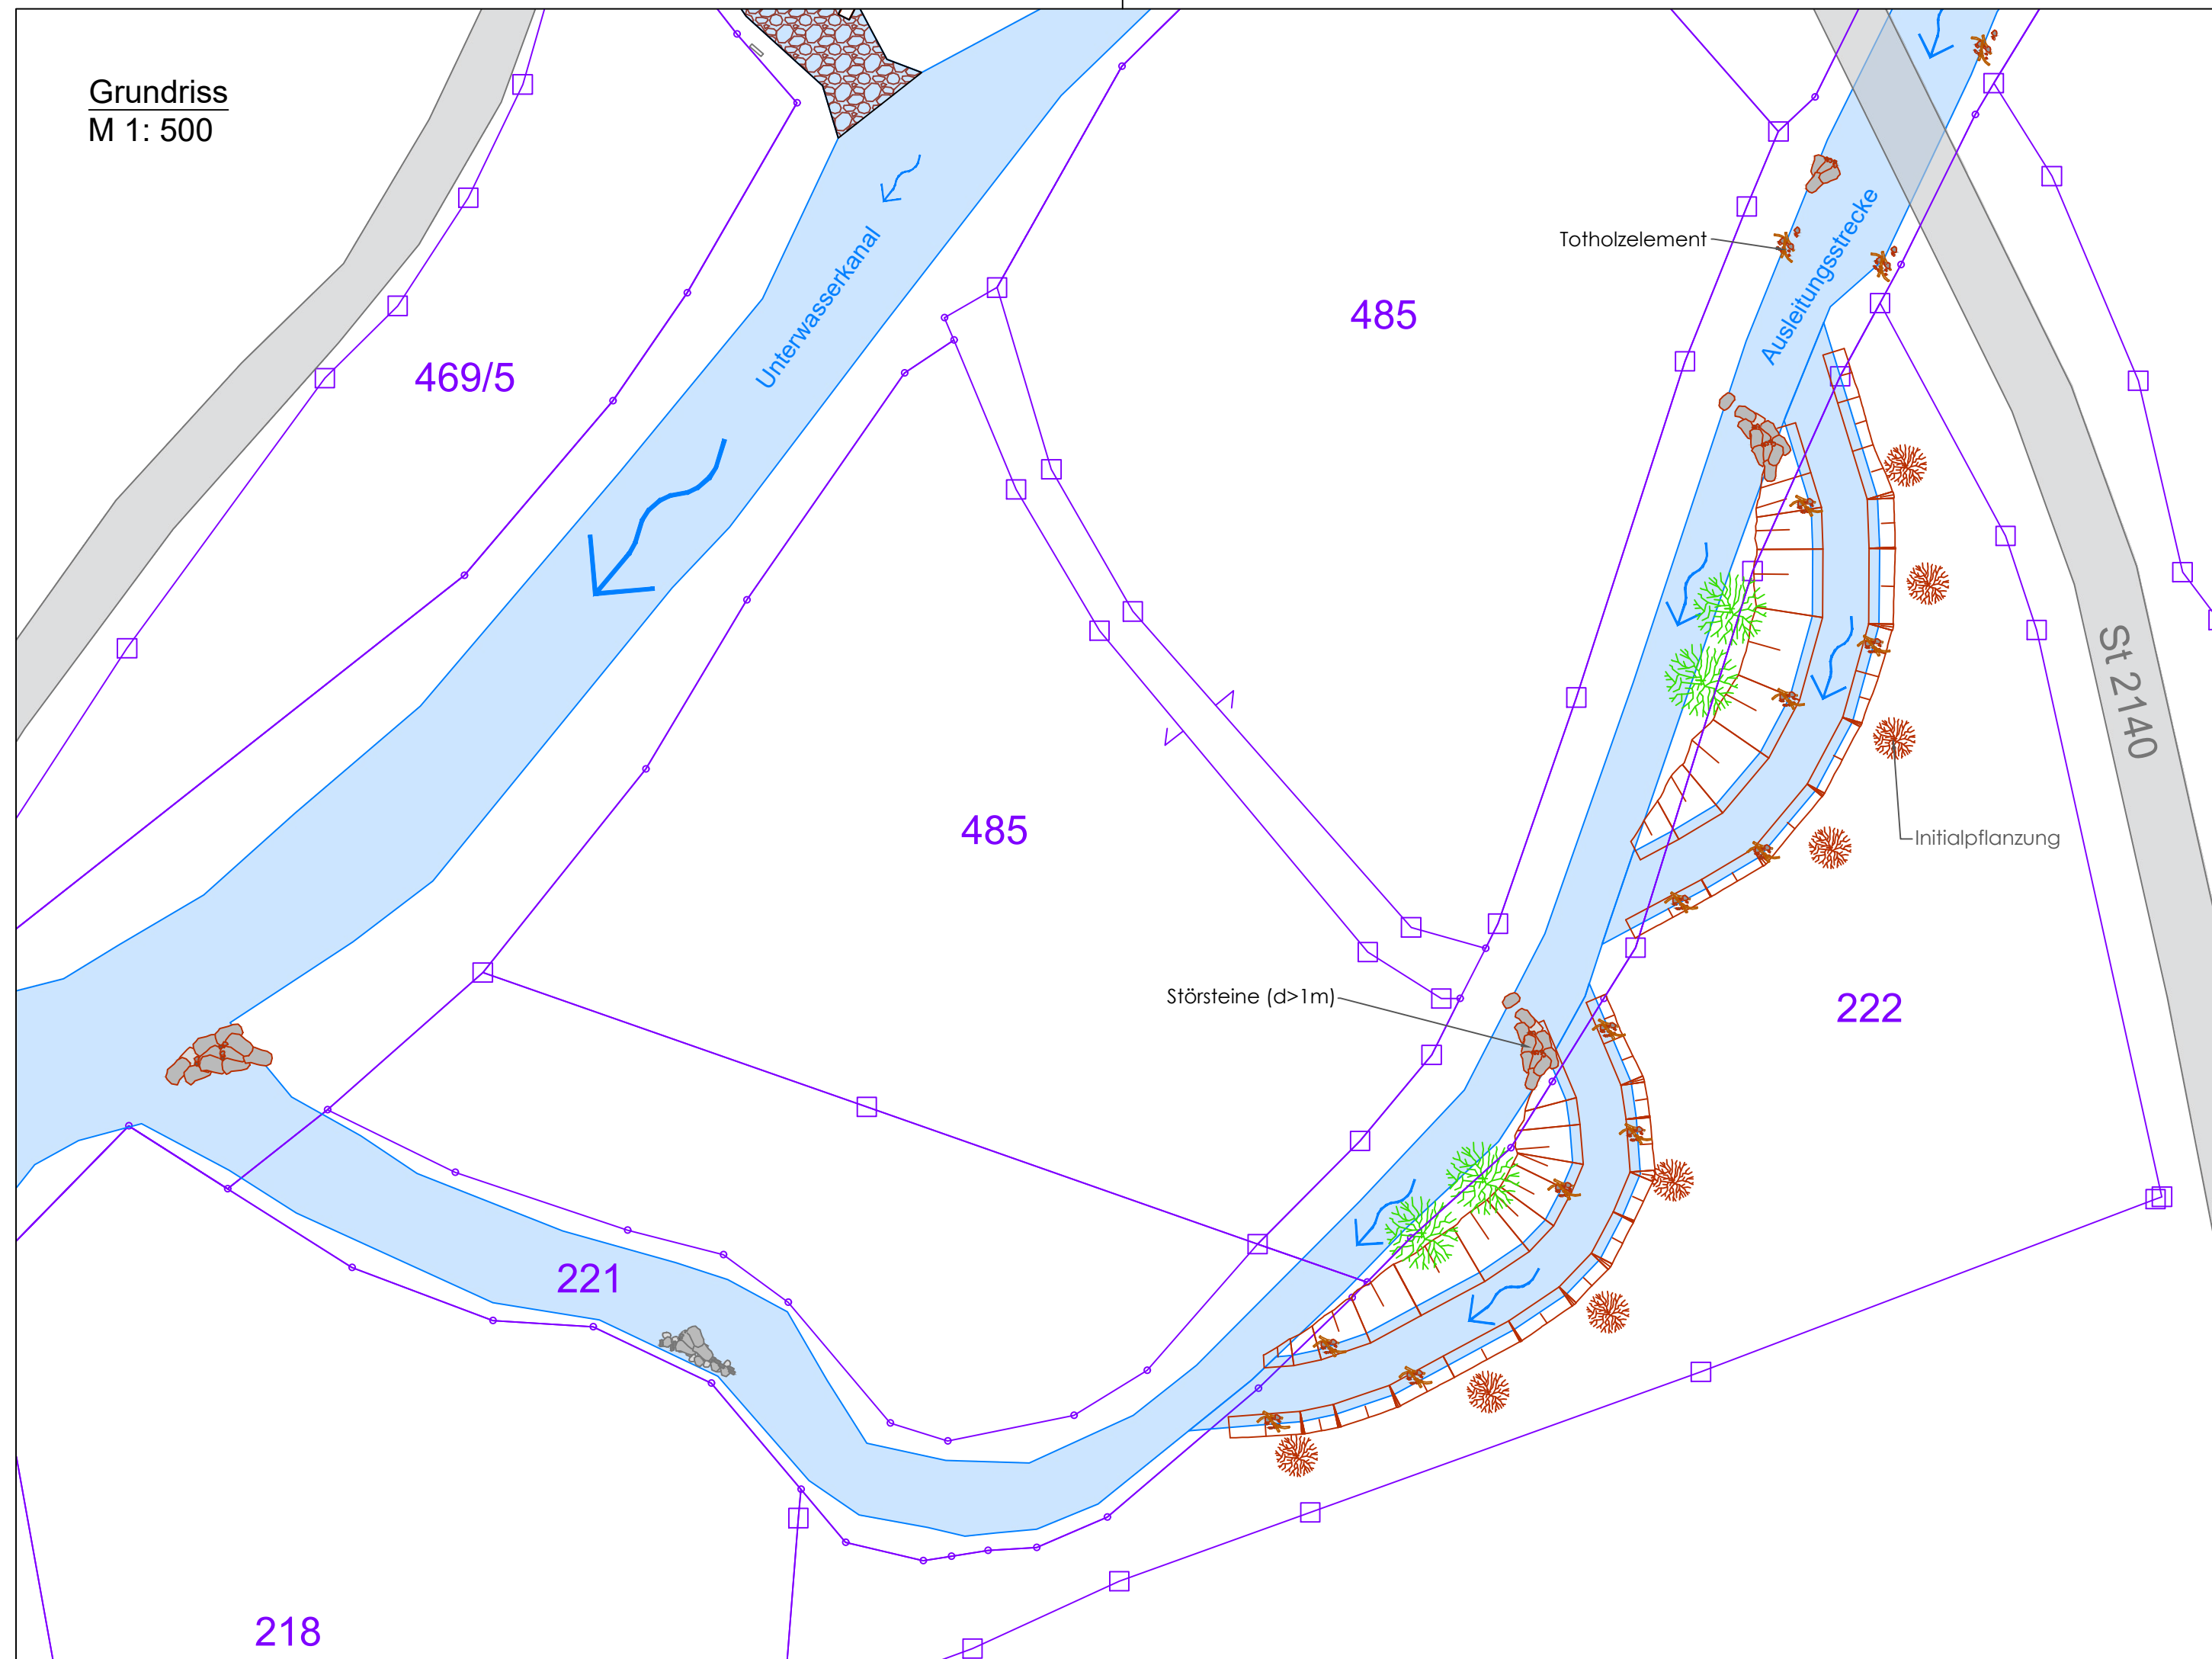 Grundriss
M 1: 500
Unterwasserkanal
Ausleitungsstrecke
Totholzelement
485
469/5
St 2140
485
Initialpflanzung
Störsteine (d>1m)
222
221
218